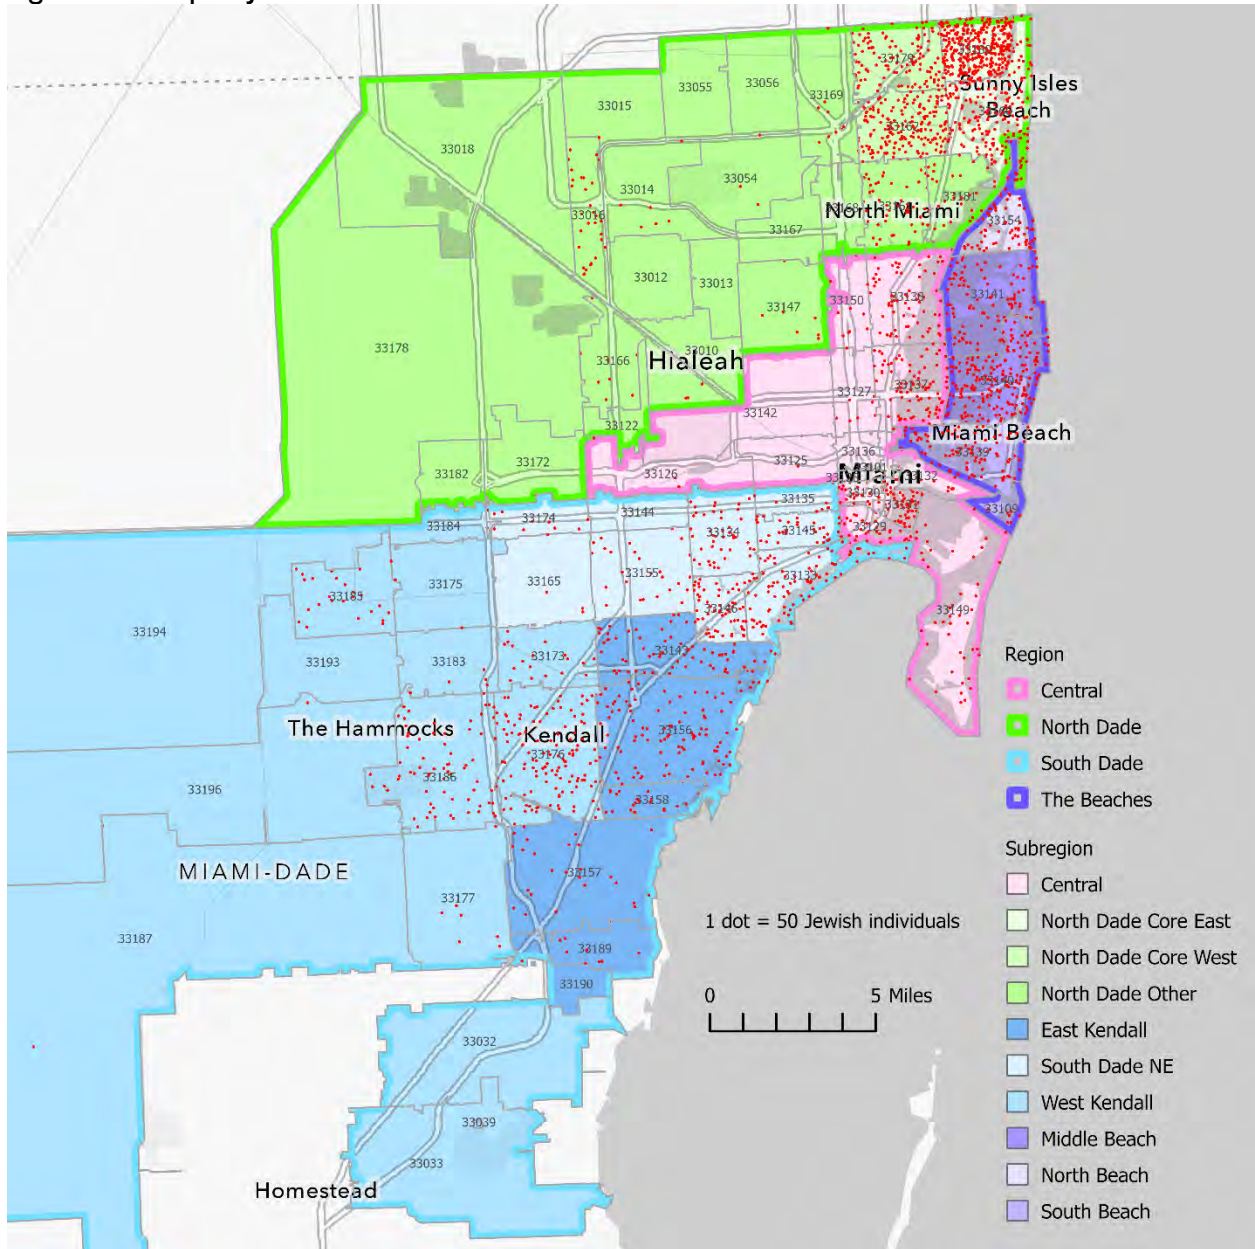 33179
33180
Sunny Isles
Beach
33055
33056
33169
33015
33162
33018
33014
33054
33016
33181
North Miami
33168
33161
33154
33167
33012
33013
33141
33150
33138
33147
33178
33166
33010
Hialeah
33127
33137
33140
33142
33122
Miami Beach
33136
33139
33172
33182
33126
33125
Miami
33132
33130
33135
33131
33109
33144
33174
33184
33129
33134
33145
33155
33165
33175
33133
33185
33146
33149
33194
33143
33193
33183
33173
Region
Central
The Hammocks
Kendall
33156
North Dade
33176
South Dade
33186
33196
33158
The Beaches
Subregion
MIAMI-DADE
33157
Central
33177
1 dot = 50 Jewish individuals
North Dade Core East
33187
33189
North Dade Core West
33190
0 5 Miles
North Dade Other
East Kendall
33032
South Dade NE
West Kendall
33039
Middle Beach
33033
North Beach
Homestead
South Beach